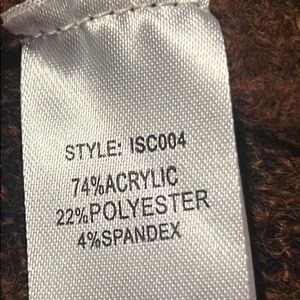 STYLE: ISC004
74%ACRYLIC
22%POLYESTER
4%SPANDEX